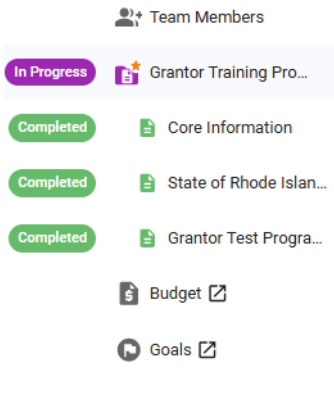 Team Members
In Progress Grantor Training Pro...
Completed Core Information
Completed State of Rhode Islan...
Completed Grantor Test Progra...
Budget
Goals